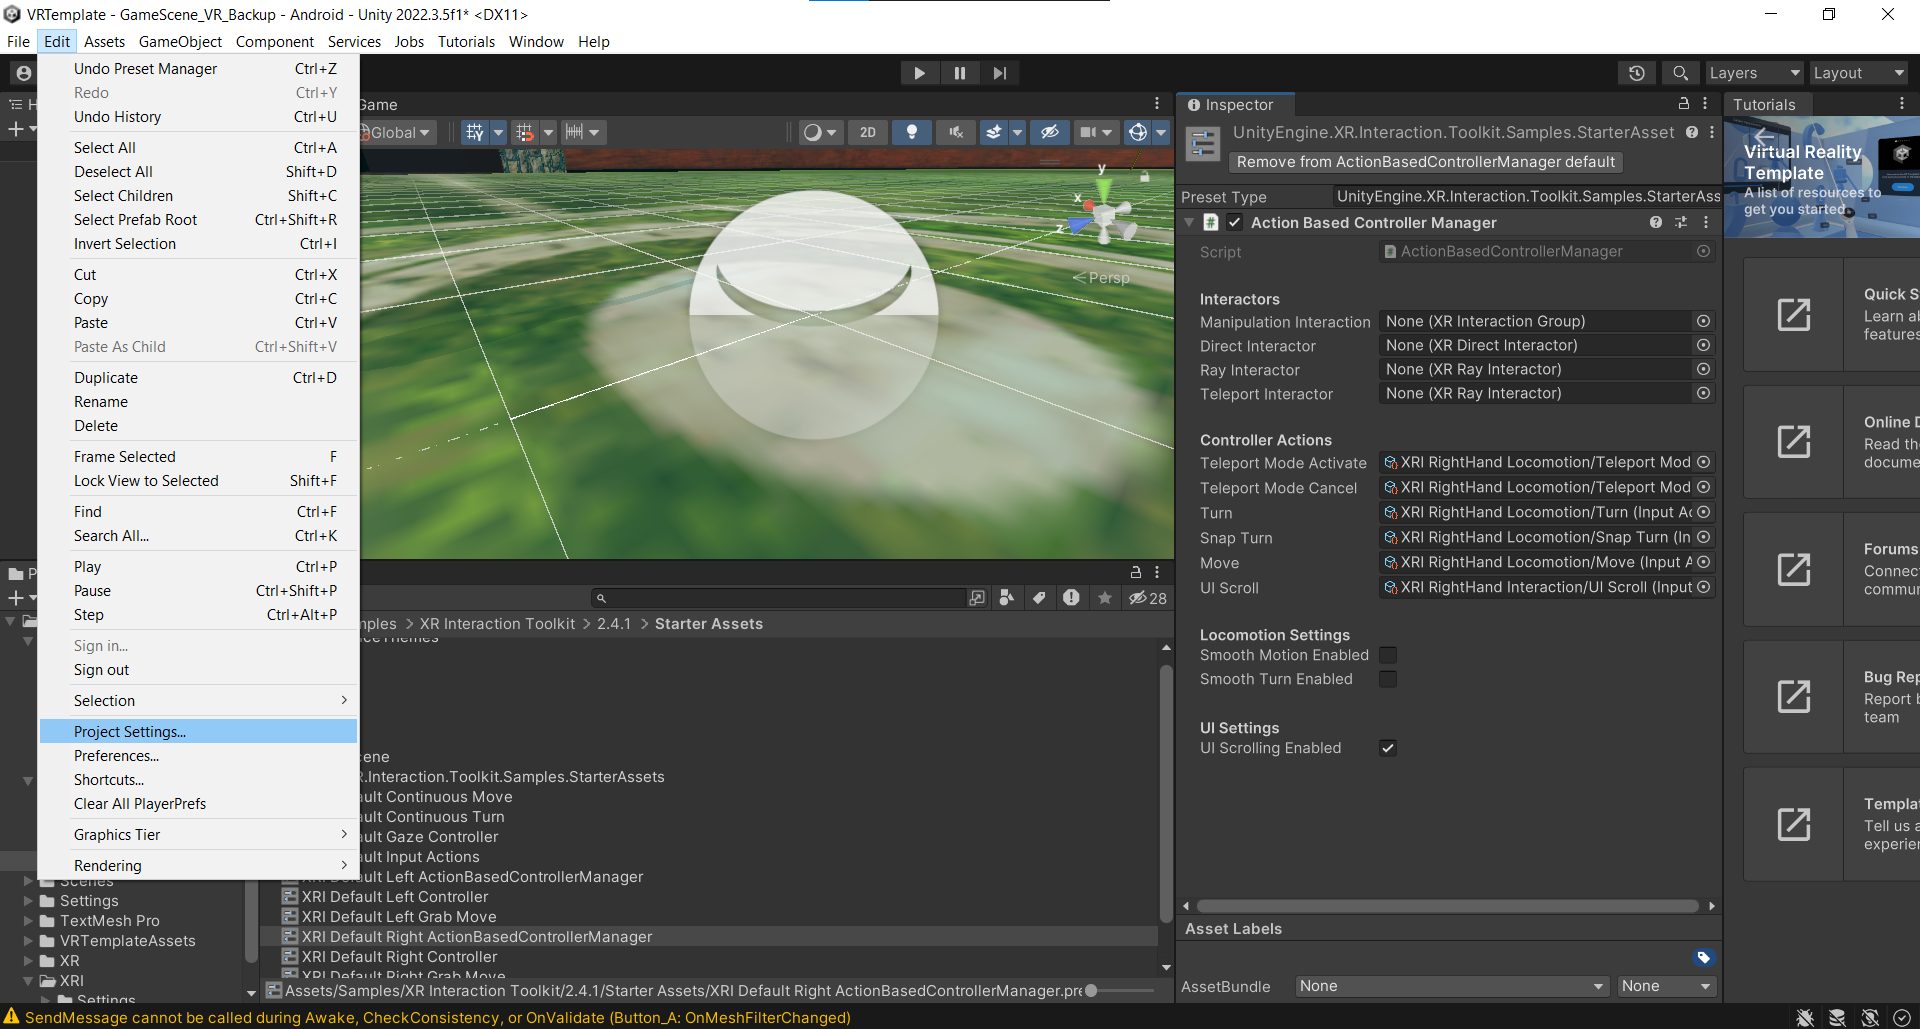 VRTemplate - GameScene_VR_Backup - Android - Unity 2022.3.5f1* <DX11>
File Edit Assets GameObject Component Services Jobs Tutorials Window Help
Undo Preset Manager Ctrl+Z
Redo Ctrl+Y
Undo History Ctrl+U
Select All Ctrl+A
Deselect All Shift+D
Select Children Shift+C
Select Prefab Root Ctrl+Shift+R
Invert Selection Ctrl+I
Cut Ctrl+X
Copy Ctrl+C
Paste Ctrl+V
Paste As Child Ctrl+Shift+V
Duplicate Ctrl+D
Rename
Delete
Frame Selected F
Lock View to Selected Shift+F
Find Ctrl+F
Search All... Ctrl+K
Play Ctrl+P
Pause Ctrl+Shift+P
Step Ctrl+Alt+P
Sign in...
Sign out
Selection
Project Settings...
Preferences...
Shortcuts...
Clear All PlayerPrefs
Graphics Tier
Rendering
Layers Layout
H
Game
Global
2D
y
x
z
Persp
P
28
mples > XR Interaction Toolkit > 2.4.1 > Starter Assets
ceThemes
cene
R.Interaction.Toolkit.Samples.StarterAssets
ault Continuous Move
ault Continuous Turn
ault Gaze Controller
ault Input Actions
XRI Default Left ActionBasedControllerManager
XRI Default Left Controller
XRI Default Left Grab Move
XRI Default Right ActionBasedControllerManager
XRI Default Right Controller
XRI Default Right Grab Move
Assets/Samples/XR Interaction Toolkit/2.4.1/Starter Assets/XRI Default Right ActionBasedControllerManager.pre
Scenes
Settings
TextMesh Pro
VRTemplateAssets
XR
XRI
Settings
Inspector
UnityEngine.XR.Interaction.Toolkit.Samples.StarterAsset
Remove from ActionBasedControllerManager default
Preset Type UnityEngine.XR.Interaction.Toolkit.Samples.StarterAss
# Action Based Controller Manager
Script ActionBasedControllerManager
Interactors
Manipulation Interaction None (XR Interaction Group)
Direct Interactor None (XR Direct Interactor)
Ray Interactor None (XR Ray Interactor)
Teleport Interactor None (XR Ray Interactor)
Controller Actions
Teleport Mode Activate XRI RightHand Locomotion/Teleport Mod
Teleport Mode Cancel XRI RightHand Locomotion/Teleport Mod
Turn XRI RightHand Locomotion/Turn (Input Ac
Snap Turn XRI RightHand Locomotion/Snap Turn (In
Move XRI RightHand Locomotion/Move (Input A
UI Scroll XRI RightHand Interaction/UI Scroll (Input
Locomotion Settings
Smooth Motion Enabled
Smooth Turn Enabled
UI Settings
UI Scrolling Enabled
Asset Labels
AssetBundle None None
Tutorials
Virtual Reality
Template
A list of resources to
get you started
Quick S
Learn ab
features
Online D
Read the
docume
Forums
Connect
commun
Bug Rep
Report b
team
Templat
Tell us a
experien
SendMessage cannot be called during Awake, CheckConsistency, or OnValidate (Button_A: OnMeshFilterChanged)